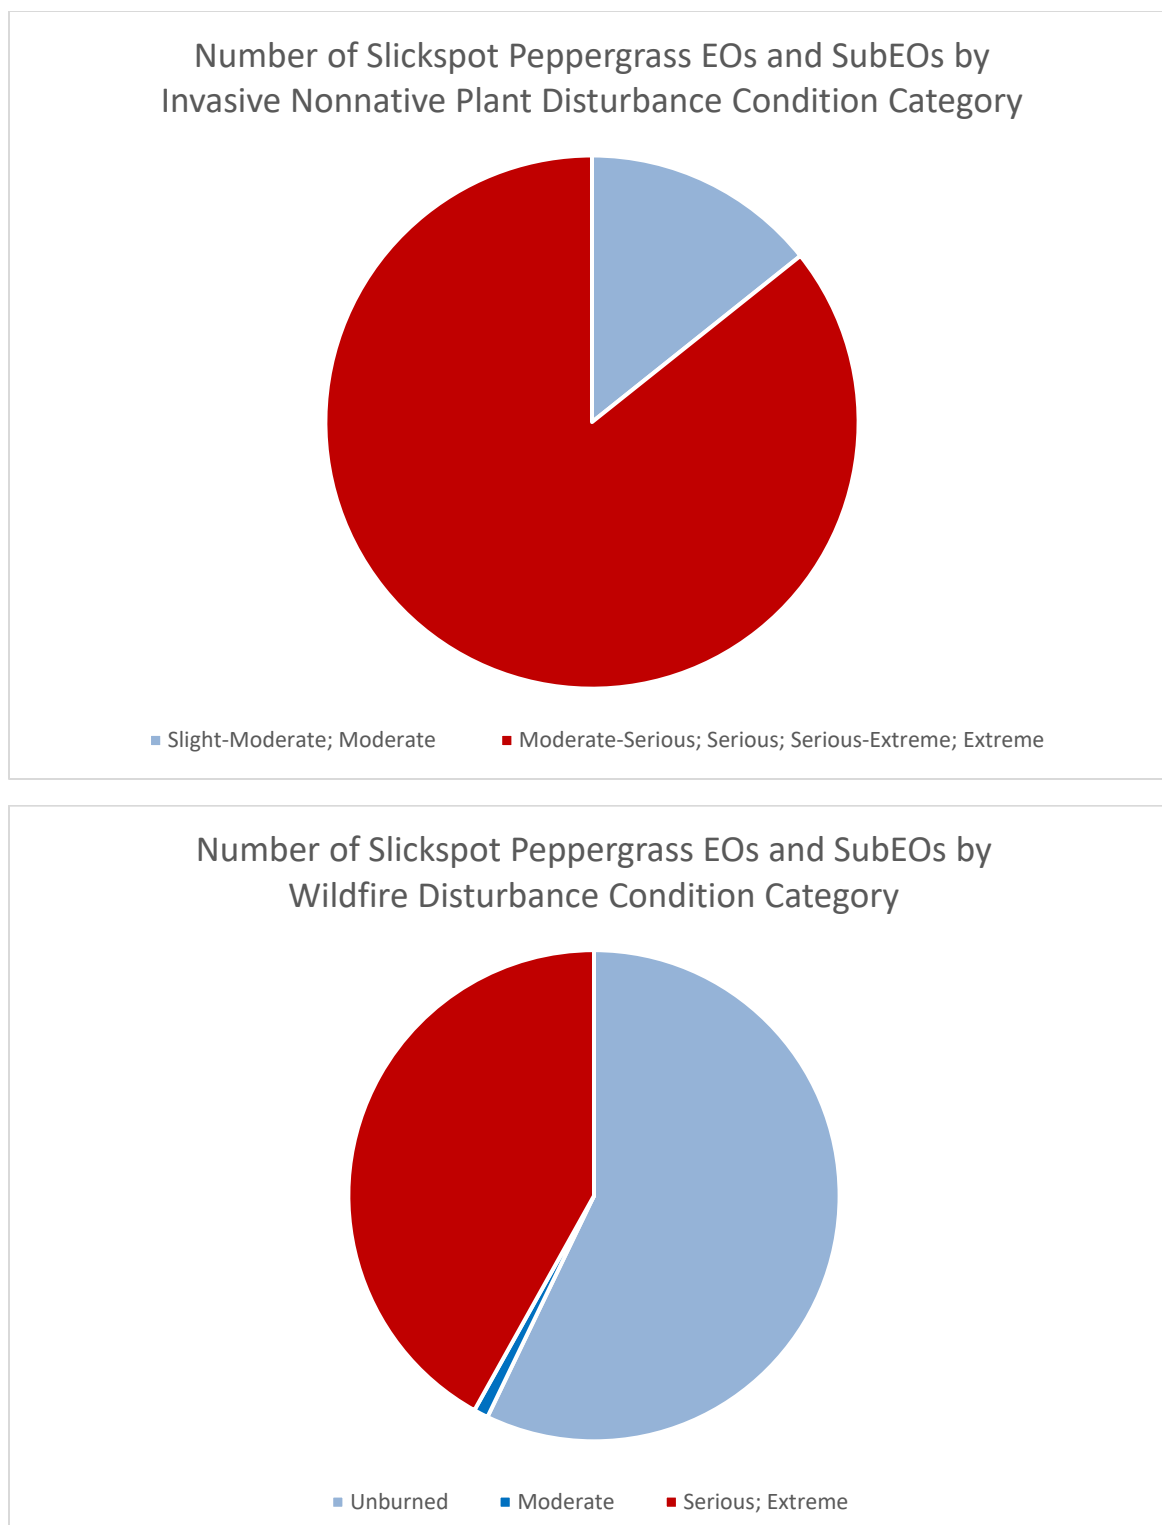 Number of Slickspot Peppergrass EOs and SubEOs by
Invasive Nonnative Plant Disturbance Condition Category
Slight-Moderate; Moderate
Moderate-Serious; Serious; Serious-Extreme; Extreme
Number of Slickspot Peppergrass EOs and SubEOs by
Wildfire Disturbance Condition Category
Unburned
Moderate
Serious; Extreme